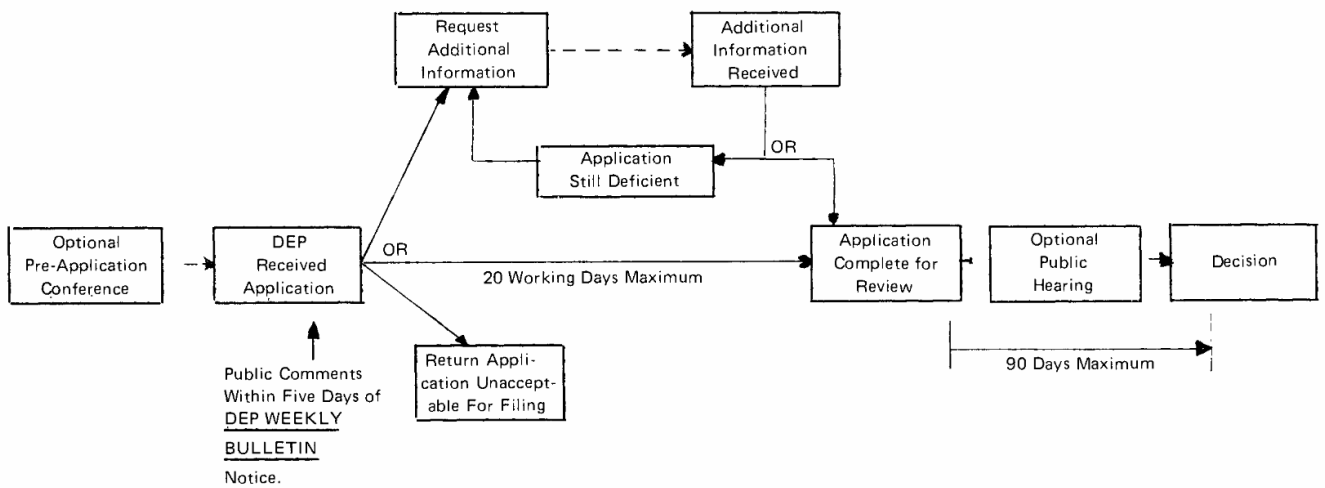 Request
Additional
Information
Additional
Information
Received
OR
Application
Still Deficient
Optional
Pre-Application
Conference
DEP
Received
Application
OR
20 Working Days Maximum
Application
Complete for
Review
Optional
Public
Hearing
Decision
90 Days Maximum
Return Appli-
cation Unaccept-
able For Filing
Public Comments
Within Five Days of
DEP WEEKLY
BULLETIN
Notice.